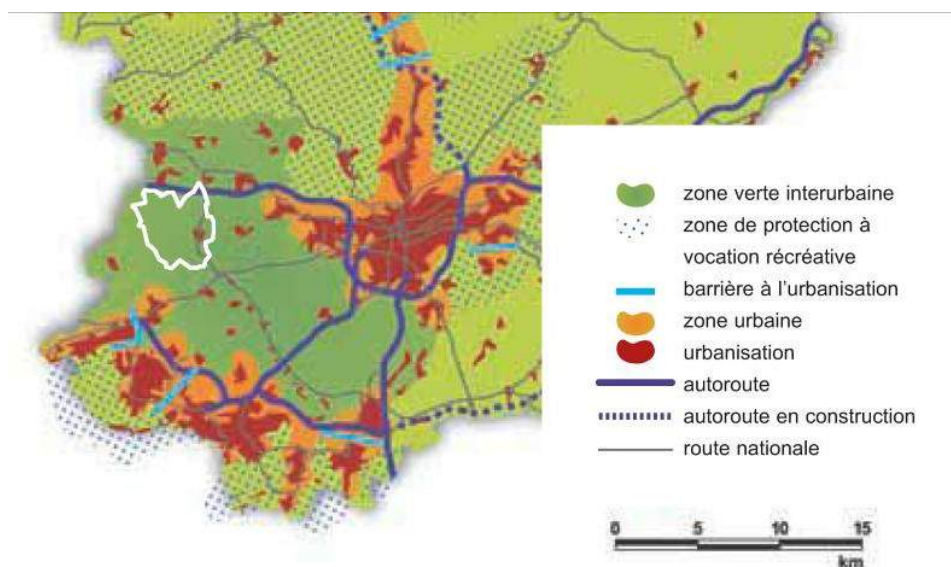 zone verte interurbaine
zone de protection à
vocation récréative
barrière à l'urbanisation
zone urbaine
urbanisation
autoroute
autoroute en construction
route nationale
0 5 10 15
km